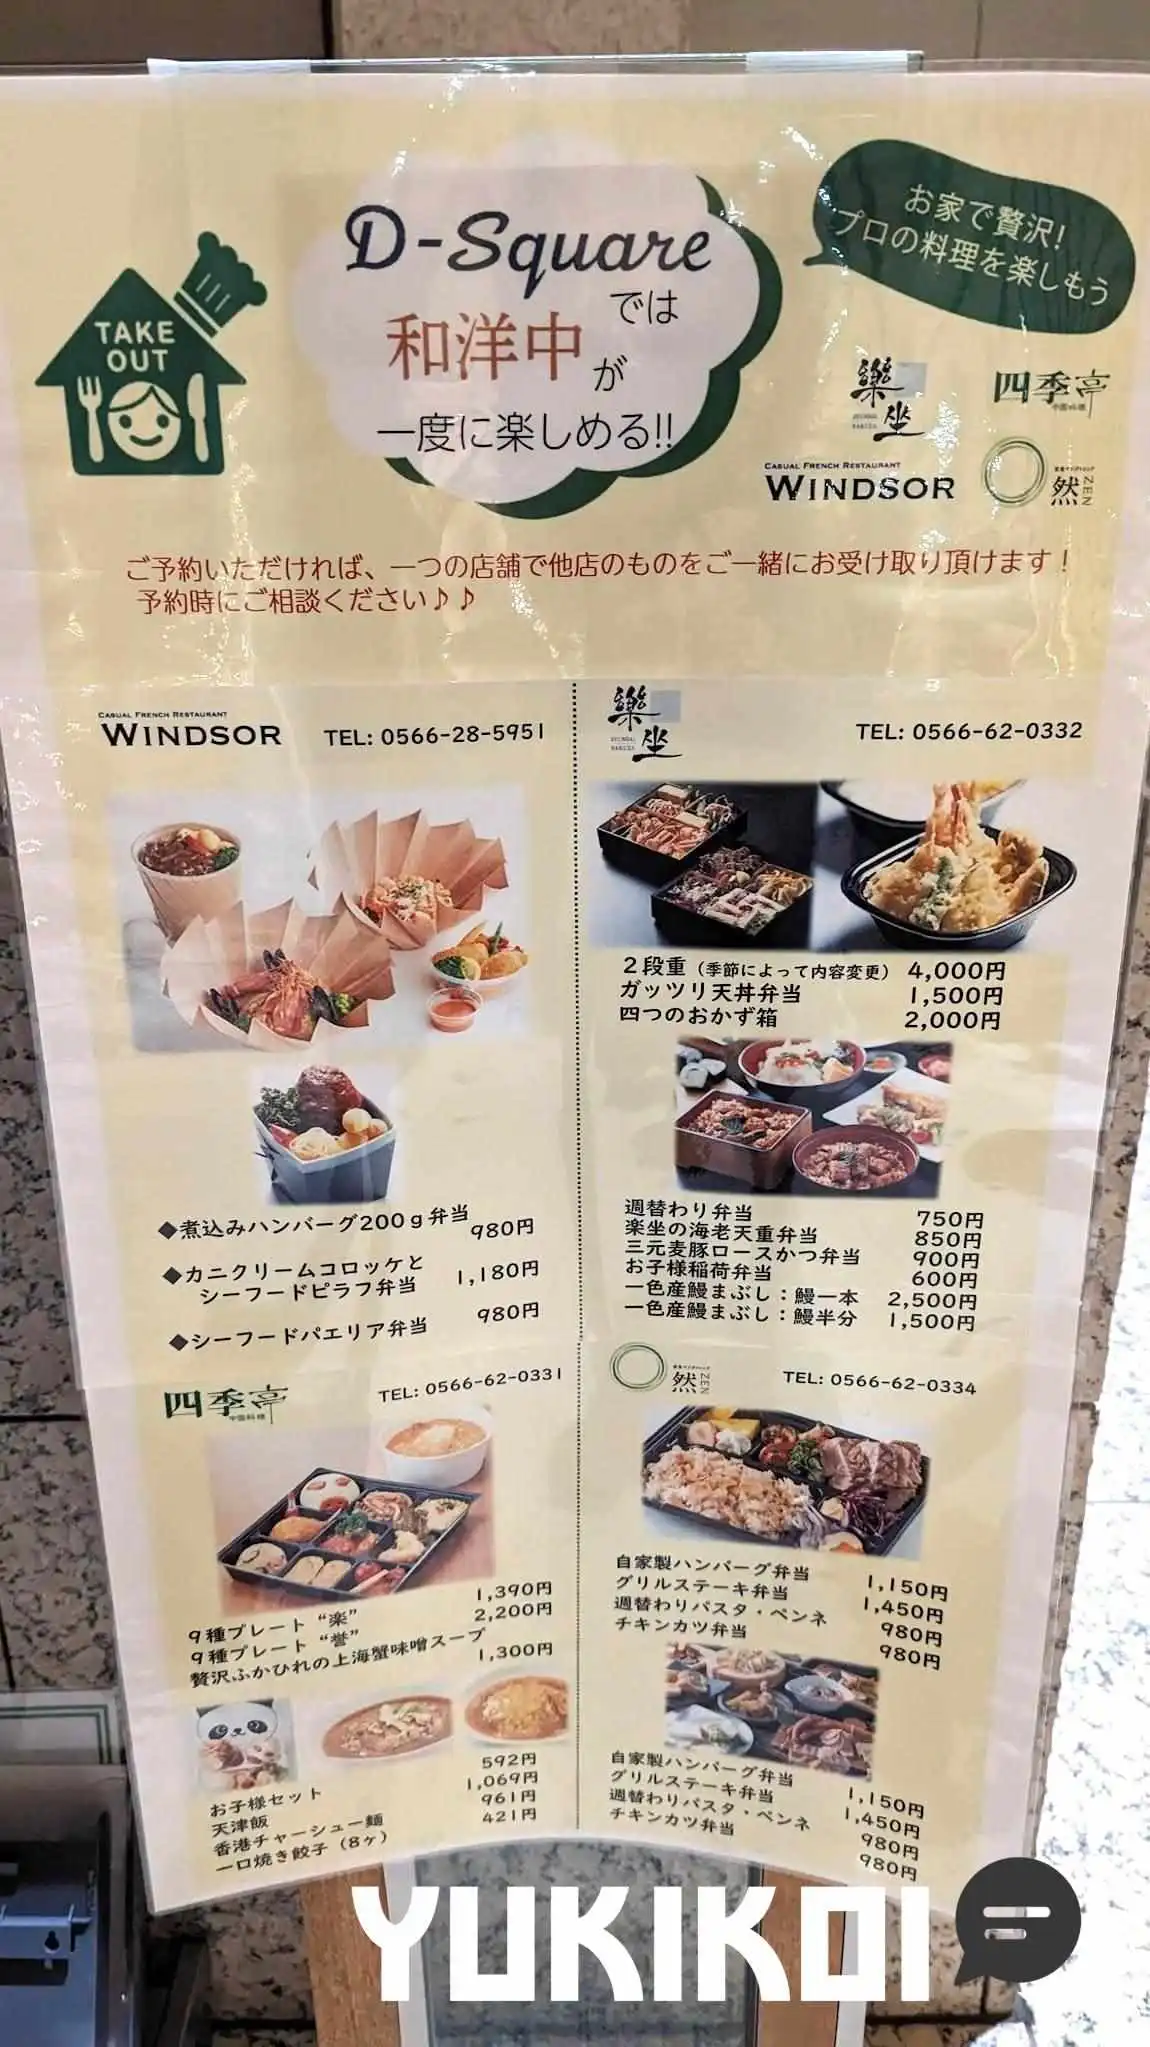 TAKE
OUT
D-Square
では
和洋中
が
一度に楽しめる!!
お家で贅沢!
プロの料理を楽しもう
樂
坐
四季亭
中国料理
CASUAL FRENCH RESTAURANT
WINDSOR
然
ZEN
ご予約いただければ、一つの店舗で他店のものをご一緒にお受け取り頂けます!
予約時にご相談ください♪♪
CASUAL FRENCH RESTAURANT
WINDSOR
TEL: 0566-28-5951
◆煮込みハンバーグ200g弁当
980円
◆カニクリームコロッケと
シーフードピラフ弁当
1,180円
◆シーフードパエリア弁当
980円
樂
坐
TEL: 0566-62-0332
2段重(季節によって内容変更) 4,000円
ガッツリ天丼弁当 1,500円
四つのおかず箱 2,000円
週替わり弁当 750円
楽坐の海老天重弁当 850円
三元麦豚ロースかつ弁当 900円
お子様稲荷弁当 600円
一色産鰻まぶし:鰻一本 2,500円
一色産鰻まぶし:鰻半分 1,500円
四季亭
中国料理
TEL: 0566-62-0331
9種プレート “楽” 1,390円
9種プレート “誉” 2,200円
贅沢ふかひれの上海蟹味噌スープ
1,300円
お子様セット 592円
天津飯 1,069円
香港チャーシュー麺 961円
一口焼き餃子(8ヶ) 421円
然
ZEN
TEL: 0566-62-0334
自家製ハンバーグ弁当 1,150円
グリルステーキ弁当 1,450円
週替わりパスタ・ペンネ 980円
チキンカツ弁当 980円
自家製ハンバーグ弁当 1,150円
グリルステーキ弁当 1,450円
週替わりパスタ・ペンネ 980円
チキンカツ弁当 980円
YUKIKOI